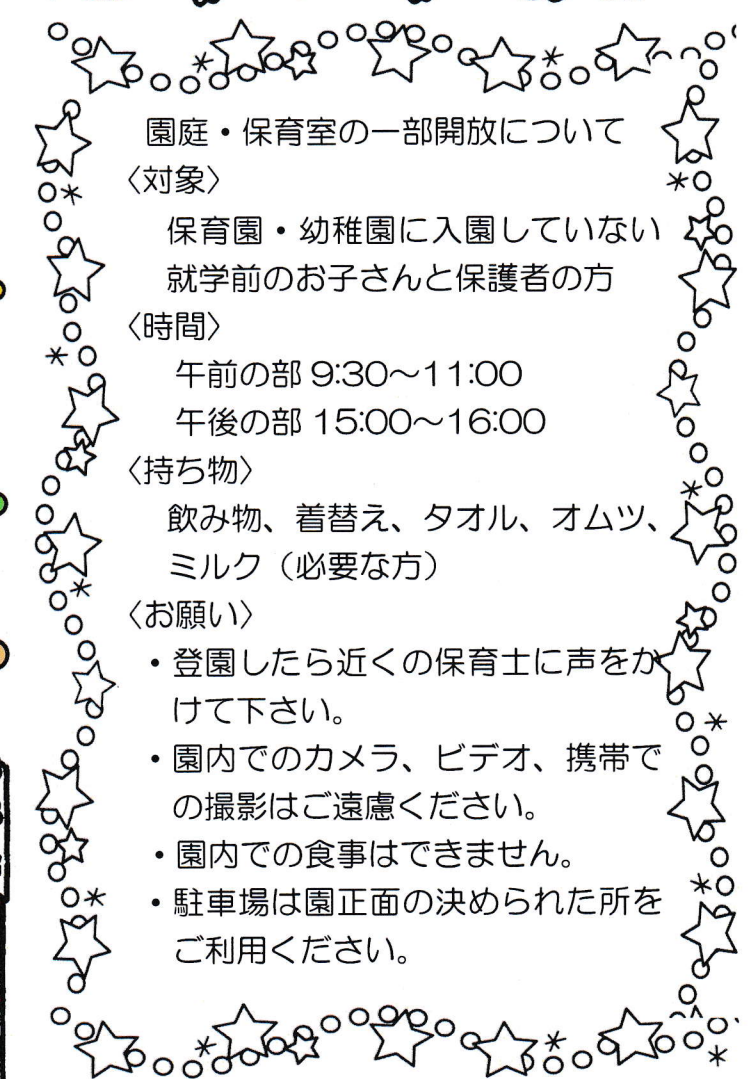 園庭・保育室の一部開放について
〈対象〉
保育園・幼稚園に入園していない
就学前のお子さんと保護者の方
〈時間〉
午前の部 9:30～11:00
午後の部 15:00～16:00
〈持ち物〉
飲み物、着替え、タオル、オムツ、
ミルク（必要な方）
〈お願い〉
・登園したら近くの保育士に声をか
けて下さい。
・園内でのカメラ、ビデオ、携帯で
の撮影はご遠慮ください。
・園内での食事はできません。
・駐車場は園正面の決められた所を
ご利用ください。